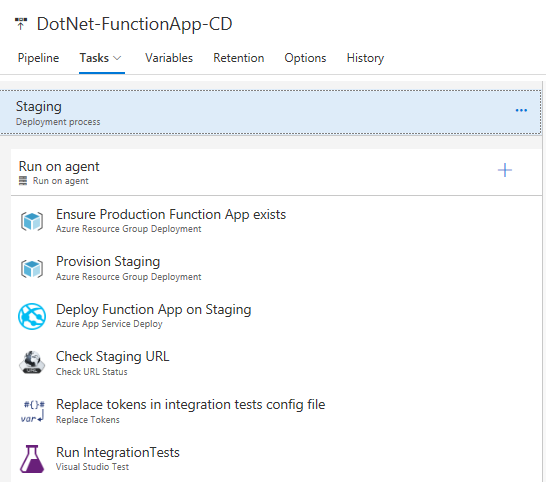 DotNet-FunctionApp-CD
Pipeline Tasks Variables Retention Options History
Staging
Deployment process
Run on agent
Run on agent
Ensure Production Function App exists
Azure Resource Group Deployment
Provision Staging
Azure Resource Group Deployment
Deploy Function App on Staging
Azure App Service Deploy
Check Staging URL
Check URL Status
#{}# Replace tokens in integration tests config file
var Replace Tokens
Run IntegrationTests
Visual Studio Test